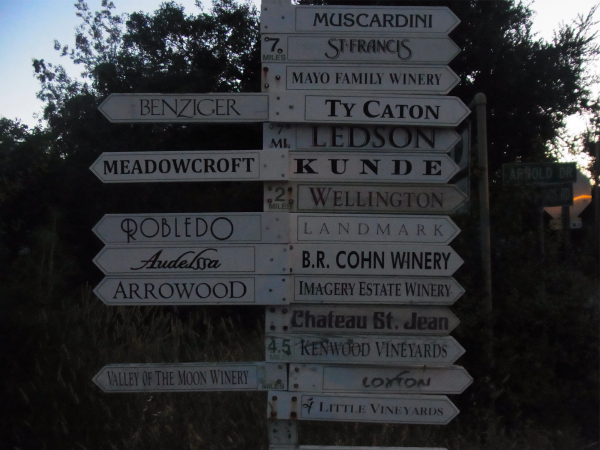 MUSCARDINI
7 MILES ST·FRANCIS
MAYO FAMILY WINERY
BENZIGER TY CATON
7 MI. LEDSON
MEADOWCROFT KUNDE
2 MILES WELLINGTON
ROBLEDO LANDMARK
Audelssa B.R. COHN WINERY
ARROWOOD IMAGERY ESTATE WINERY
Chateau St. Jean
4.5 MILES KENWOOD VINEYARDS
VALLEY OF THE MOON WINERY LOXTON
LITTLE VINEYARDS
ARNOLD DR